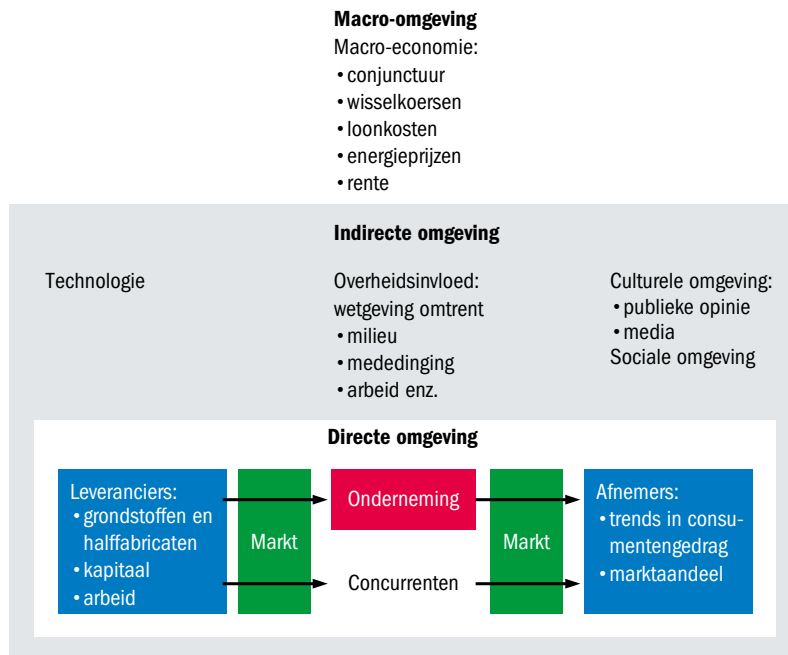 Macro-omgeving
Macro-economie:
• conjunctuur
• wisselkoersen
• loonkosten
• energieprijzen
• rente
Indirecte omgeving
Technologie
Overheidsinvloed:
wetgeving omtrent
• milieu
• mededinging
• arbeid enz.
Culturele omgeving:
• publieke opinie
• media
Sociale omgeving
Directe omgeving
Leveranciers:
• grondstoffen en
halffabricaten
• kapitaal
• arbeid
Markt
Onderneming
Concurrenten
Markt
Afnemers:
• trends in consu-
mentengedrag
• marktaandeel